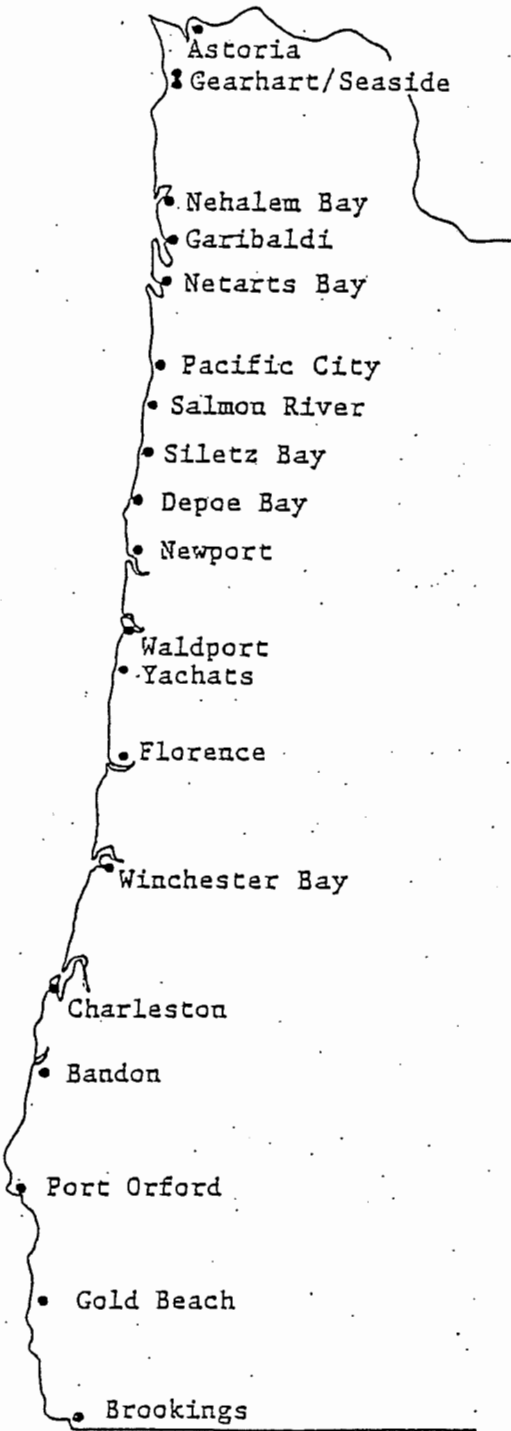 Astoria
Gearhart/Seaside
Nehalem Bay
Garibaldi
Netarts Bay
Pacific City
Salmon River
Siletz Bay
Depoe Bay
Newport
Waldport
Yachats
Florence
Winchester Bay
Charleston
Bandon
Port Orford
Gold Beach
Brookings